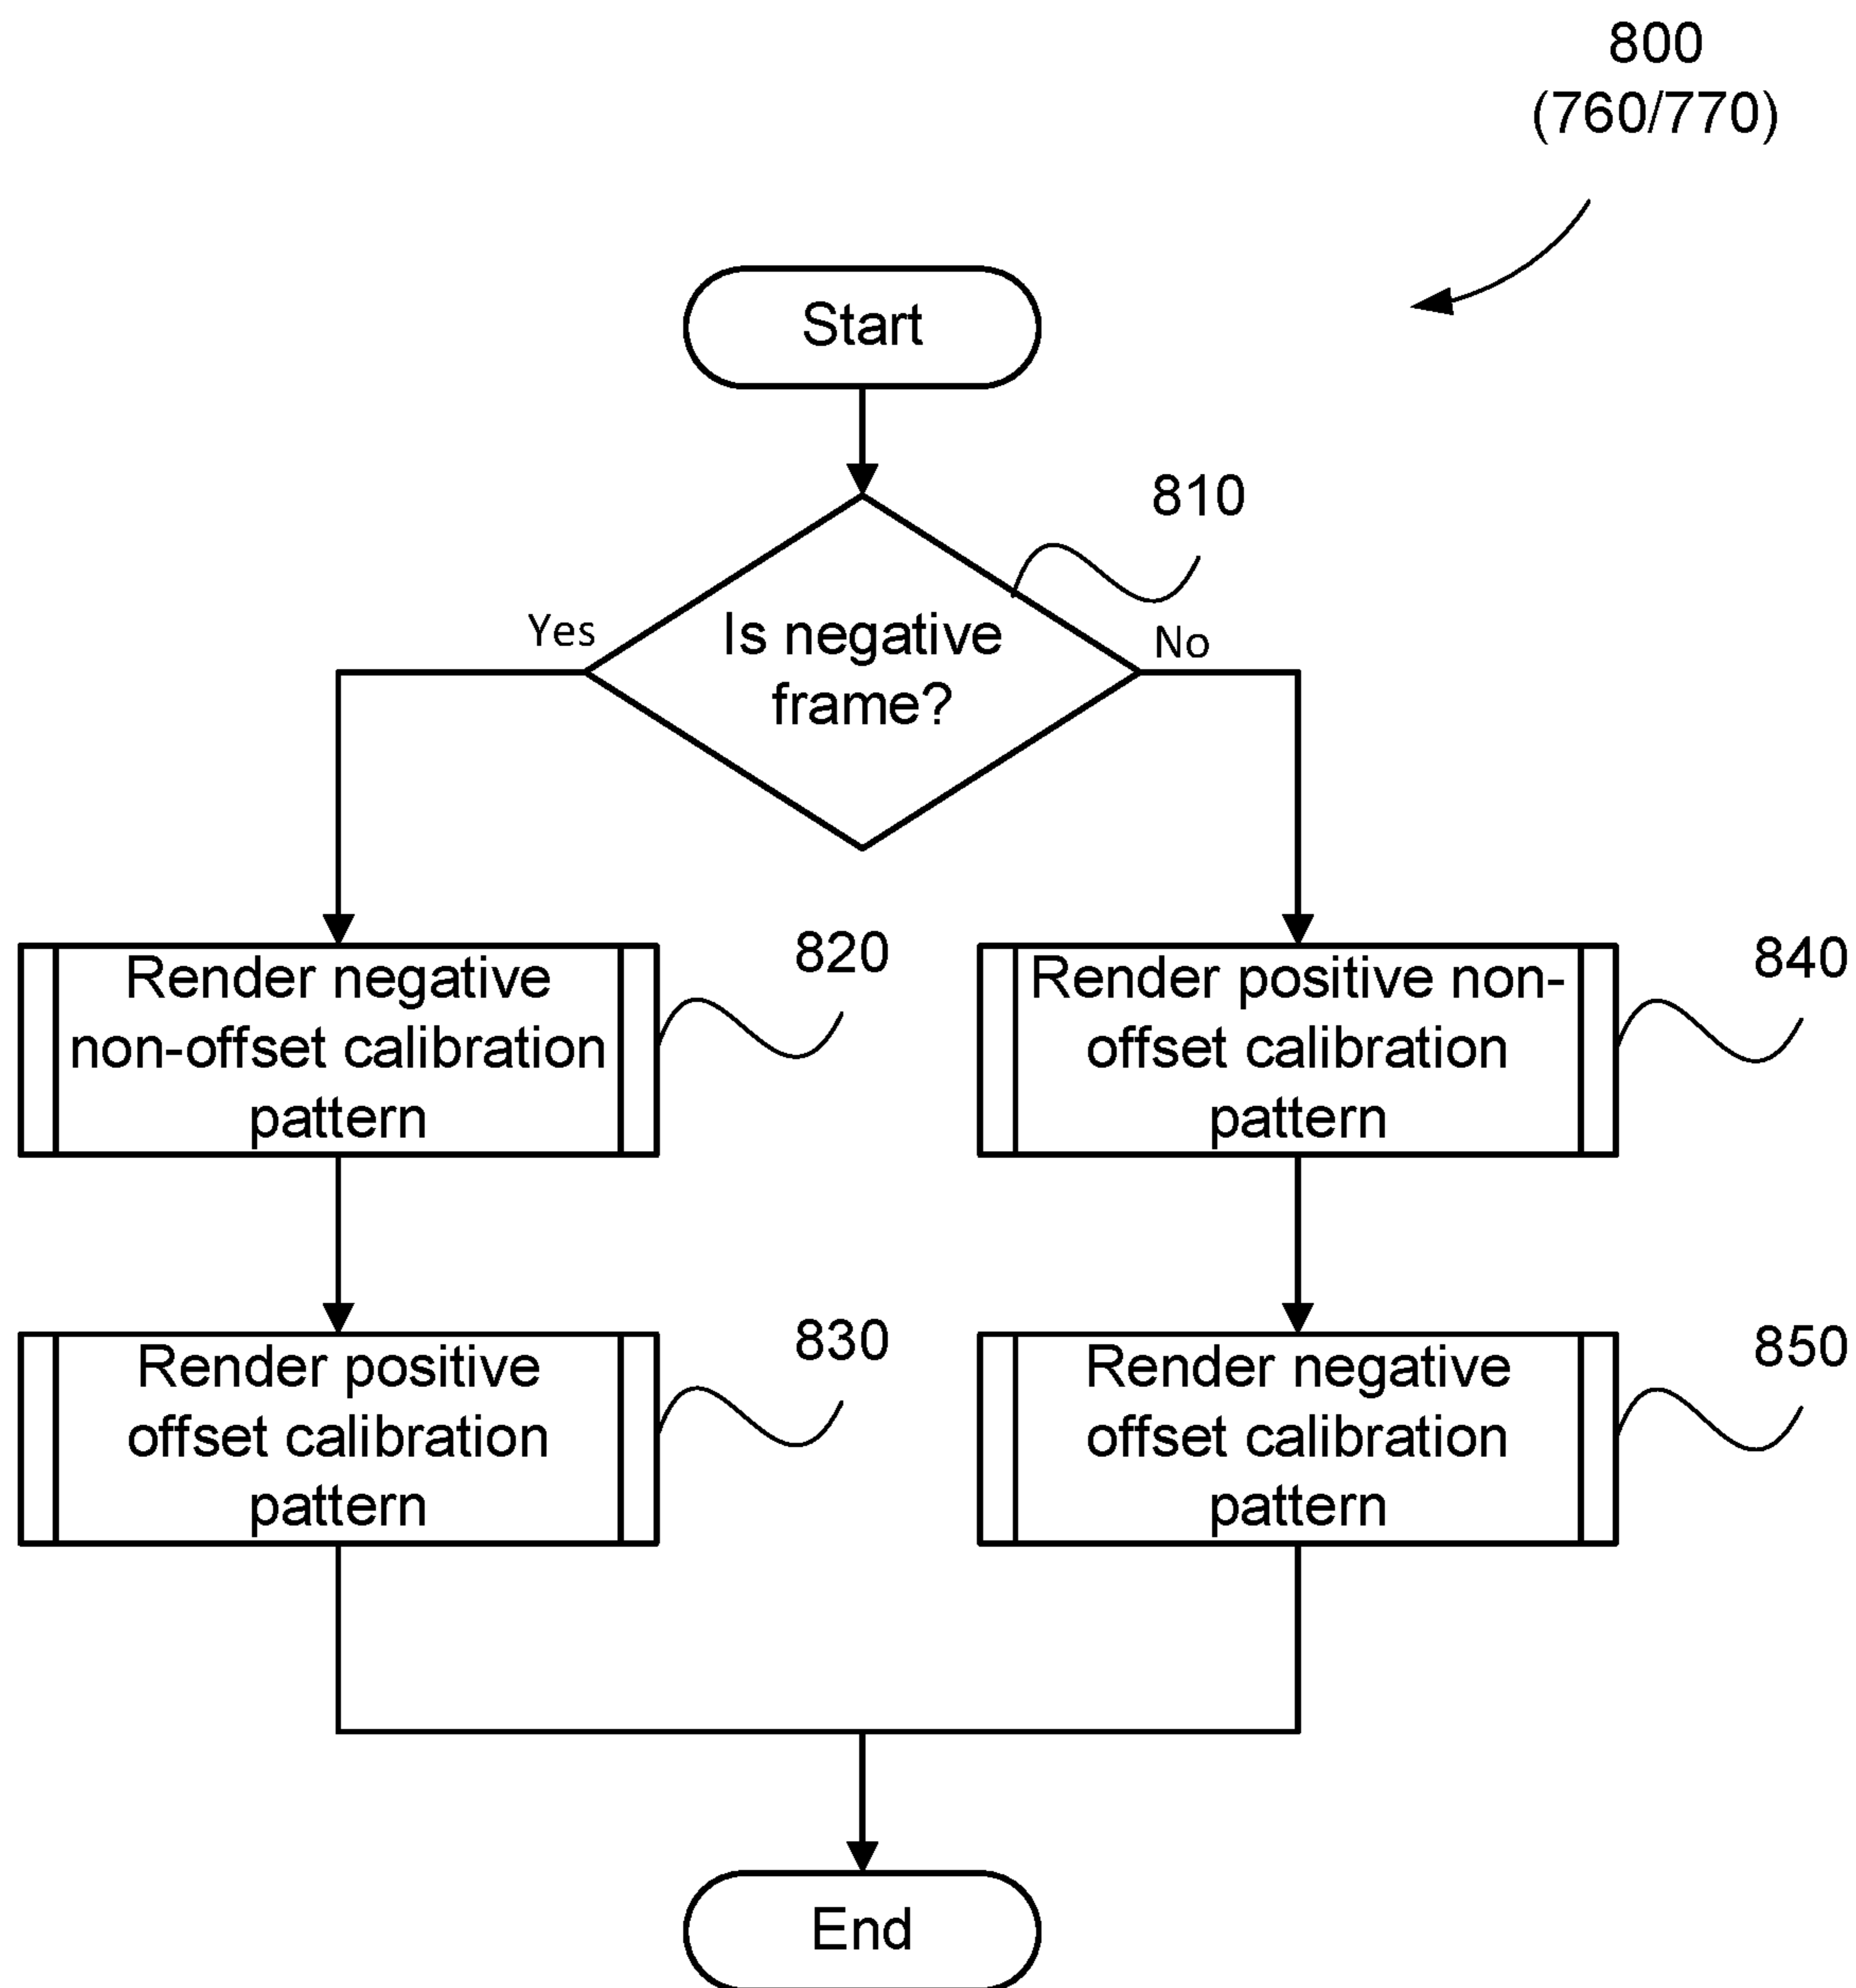 800
(760/770)
Start
810
Is negative
frame?
Yes
No
Render negative
non-offset calibration
pattern
820
Render positive non-
offset calibration
pattern
840
Render positive
offset calibration
pattern
830
Render negative
offset calibration
pattern
850
End